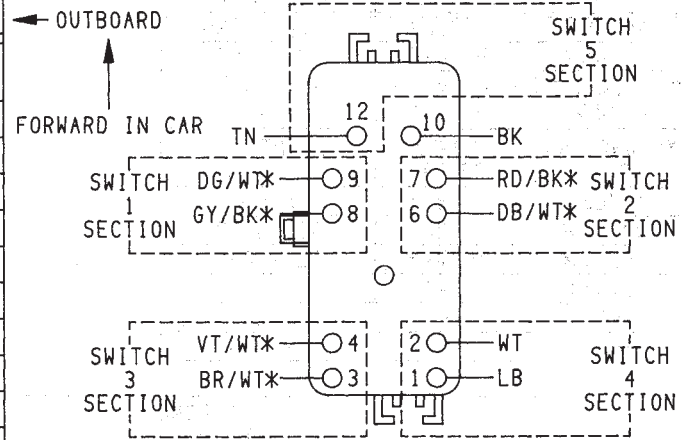 OUTBOARD
FORWARD IN CAR
SWITCH
5
SECTION
12
10
TN
BK
SWITCH
1
SECTION
DG/WT*
9
GY/BK*
8
7
RD/BK*
6
DB/WT*
SWITCH
2
SECTION
SWITCH
3
SECTION
VT/WT*
4
BR/WT*
3
2
WT
1
LB
SWITCH
4
SECTION